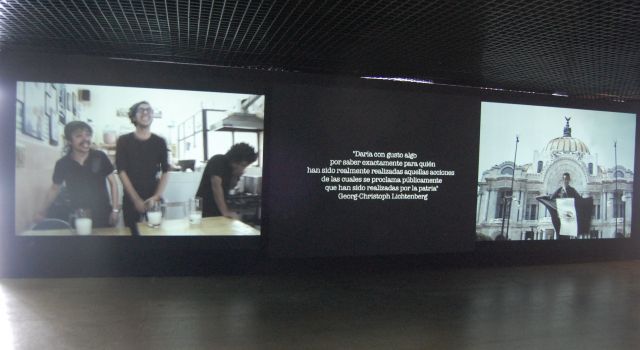 "Daría con gusto algo
por saber exactamente para quién
han sido realmente realizadas aquellas acciones
de las cuales se proclama públicamente
que han sido realizadas por la patria"
Georg-Christoph Lichtenberg